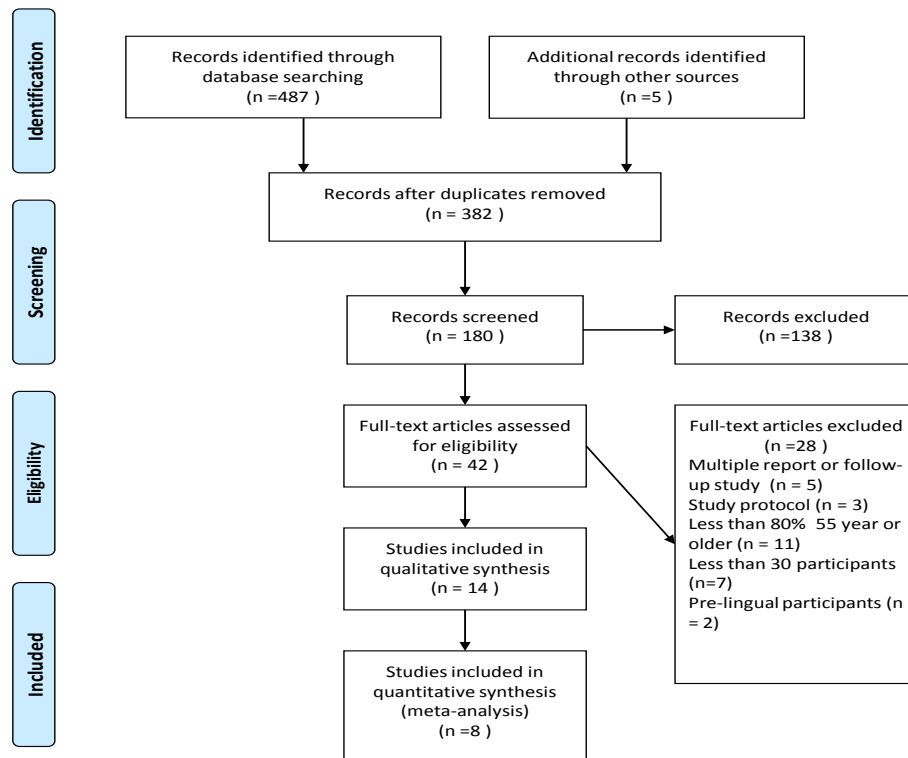 Identification
Records identified through
database searching
(n =487 )
Additional records identified
through other sources
(n =5 )
Records after duplicates removed
(n = 382 )
Screening
Records screened
(n = 180 )
Records excluded
(n =138 )
Eligibility
Full-text articles assessed
for eligibility
(n = 42 )
Full-text articles excluded
(n =28 )
Multiple report or follow-
up study (n = 5)
Study protocol (n = 3)
Less than 80% 55 year or
older (n = 11)
Less than 30 participants
(n=7)
Pre-lingual participants (n
= 2)
Studies included in
qualitative synthesis
(n = 14 )
Included
Studies included in
quantitative synthesis
(meta-analysis)
(n =8 )